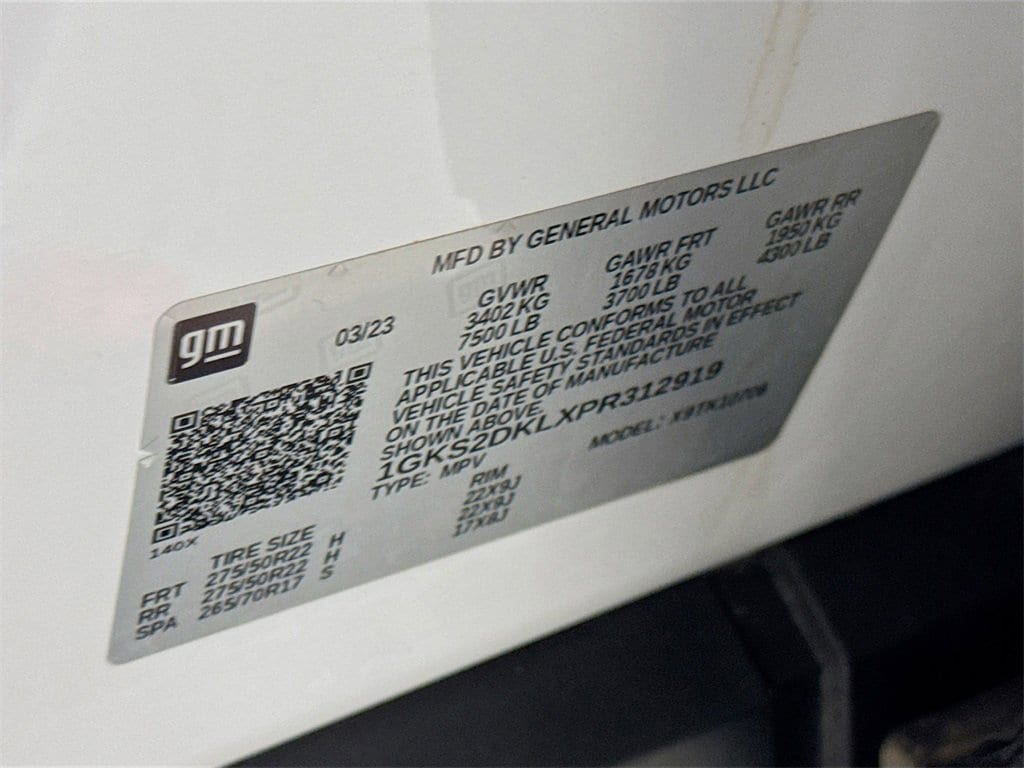 MFD BY GENERAL MOTORS LLC
gm
03/23
GVWR GAWR FRT GAWR RR
3402 KG 1678 KG 1950 KG
7500 LB 3700 LB 4300 LB
THIS VEHICLE CONFORMS TO ALL
APPLICABLE U.S. FEDERAL MOTOR
VEHICLE SAFETY STANDARDS IN EFFECT
ON THE DATE OF MANUFACTURE
SHOWN ABOVE.
1GKS2DKLXPR312919
TYPE: MPV MODEL:
140X
TIRE SIZE RIM
FRT 275/50R22 H 22X9J
RR 275/50R22 H 22X9J
SPA 265/70R17 S 17X8J